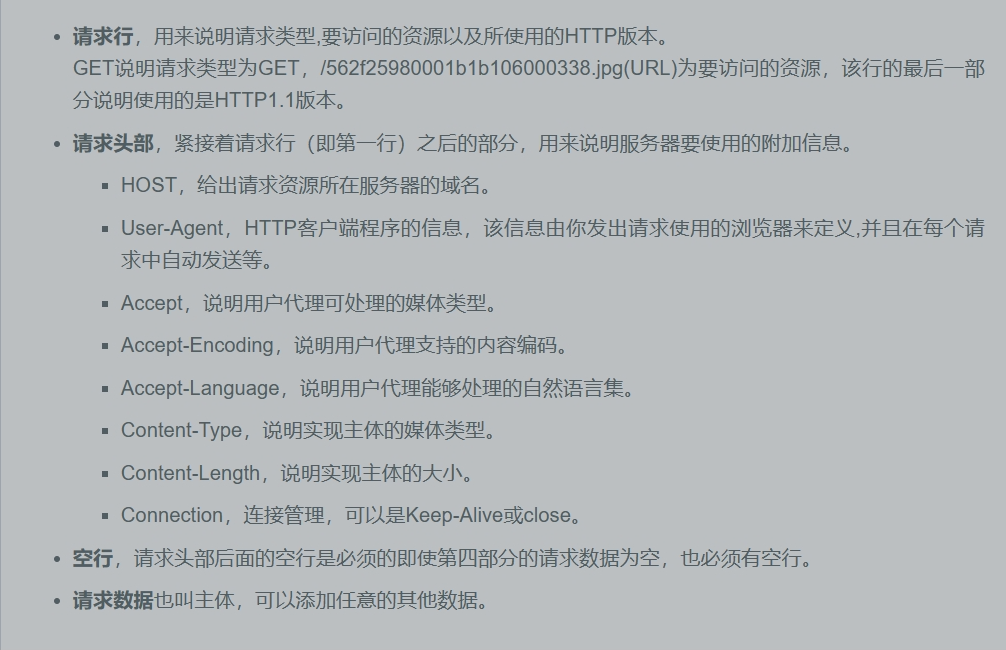 请求行，用来说明请求类型,要访问的资源以及所使用的HTTP版本。
GET说明请求类型为GET，/562f25980001b1b106000338.jpg(URL)为要访问的资源，该行的最后一部
分说明使用的是HTTP1.1版本。
请求头部，紧接着请求行（即第一行）之后的部分，用来说明服务器要使用的附加信息。
HOST，给出请求资源所在服务器的域名。
User-Agent，HTTP客户端程序的信息，该信息由你发出请求使用的浏览器来定义,并且在每个请
求中自动发送等。
Accept，说明用户代理可处理的媒体类型。
Accept-Encoding，说明用户代理支持的内容编码。
Accept-Language，说明用户代理能够处理的自然语言集。
Content-Type，说明实现主体的媒体类型。
Content-Length，说明实现主体的大小。
Connection，连接管理，可以是Keep-Alive或close。
空行，请求头部后面的空行是必须的即使第四部分的请求数据为空，也必须有空行。
请求数据也叫主体，可以添加任意的其他数据。